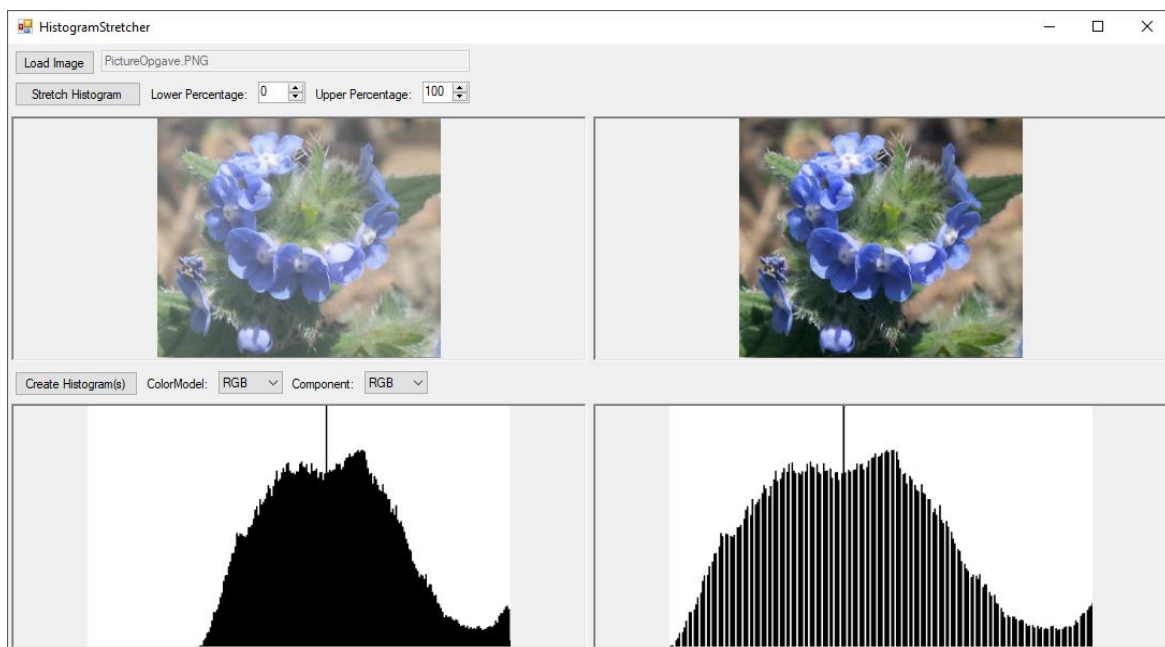 HistogramStretcher
Load Image PictureOpgave.PNG
Stretch Histogram Lower Percentage: 0 Upper Percentage: 100
Create Histogram(s) ColorModel: RGB Component: RGB